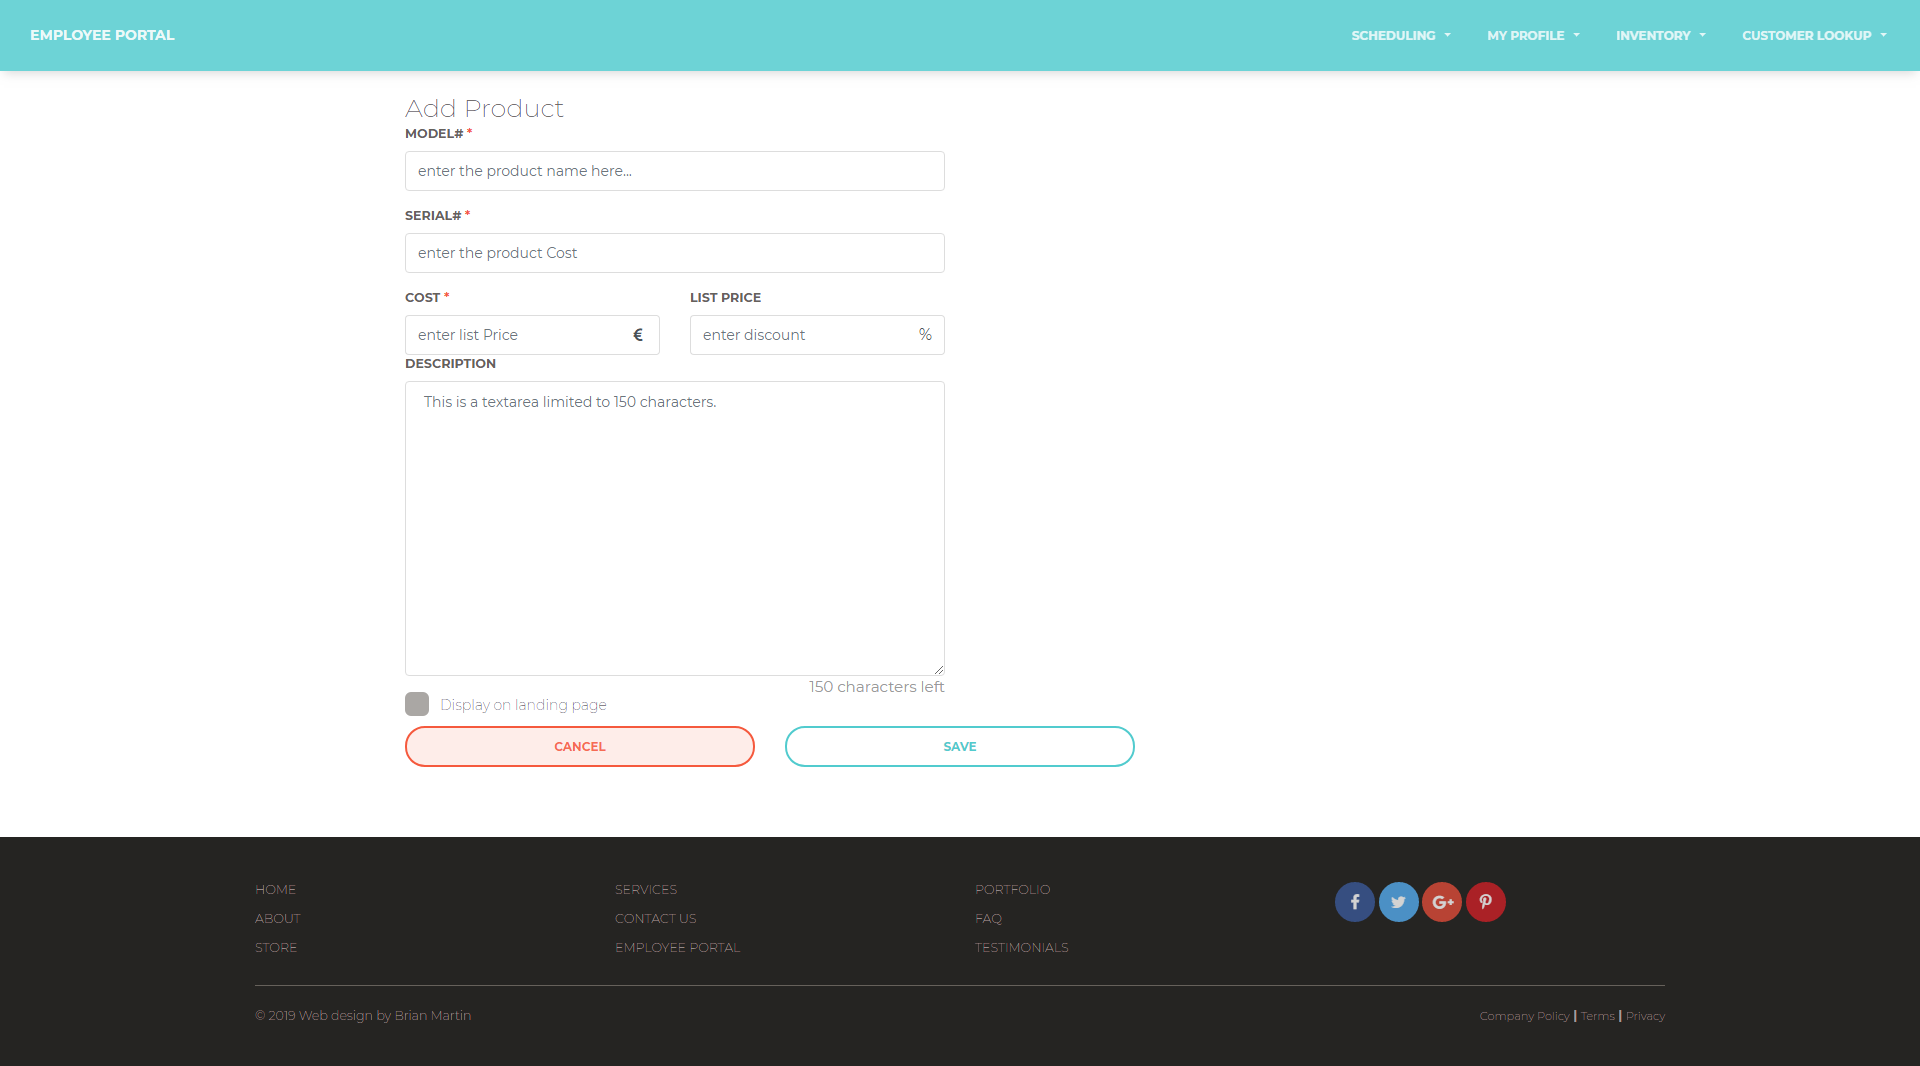 EMPLOYEE PORTAL
SCHEDULING
MY PROFILE
INVENTORY
CUSTOMER LOOKUP
Add Product
MODEL# *
enter the product name here...
SERIAL# *
enter the product Cost
COST *
LIST PRICE
enter list Price €
enter discount %
DESCRIPTION
This is a textarea limited to 150 characters.
150 characters left
Display on landing page
CANCEL
SAVE
HOME
ABOUT
STORE
SERVICES
CONTACT US
EMPLOYEE PORTAL
PORTFOLIO
FAQ
TESTIMONIALS
© 2019 Web design by Brian Martin
Company Policy | Terms | Privacy